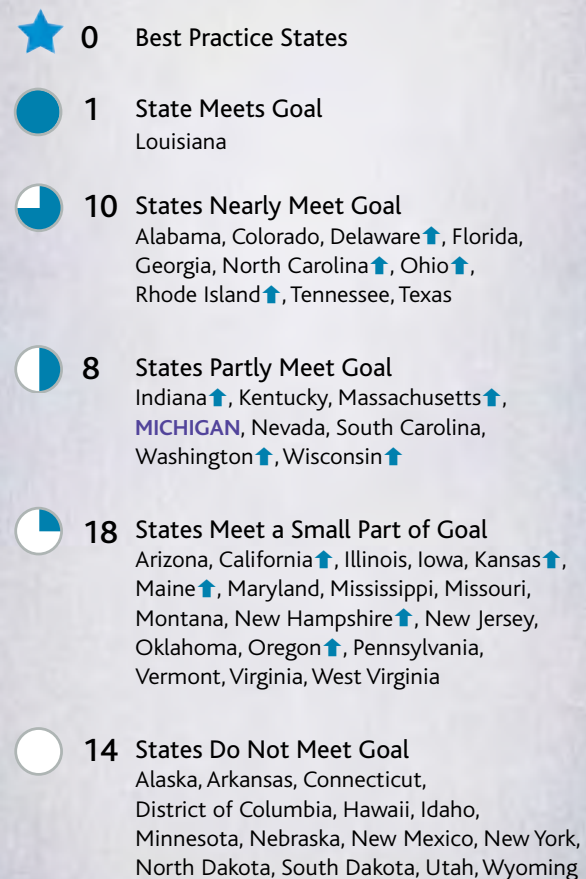 0 Best Practice States
1 State Meets Goal
Louisiana
10 States Nearly Meet Goal
Alabama, Colorado, Delaware⬆, Florida,
Georgia, North Carolina⬆, Ohio⬆,
Rhode Island⬆, Tennessee, Texas
8 States Partly Meet Goal
Indiana⬆, Kentucky, Massachusetts⬆,
MICHIGAN, Nevada, South Carolina,
Washington⬆, Wisconsin⬆
18 States Meet a Small Part of Goal
Arizona, California⬆, Illinois, Iowa, Kansas⬆,
Maine⬆, Maryland, Mississippi, Missouri,
Montana, New Hampshire⬆, New Jersey,
Oklahoma, Oregon⬆, Pennsylvania,
Vermont, Virginia, West Virginia
14 States Do Not Meet Goal
Alaska, Arkansas, Connecticut,
District of Columbia, Hawaii, Idaho,
Minnesota, Nebraska, New Mexico, New York,
North Dakota, South Dakota, Utah, Wyoming